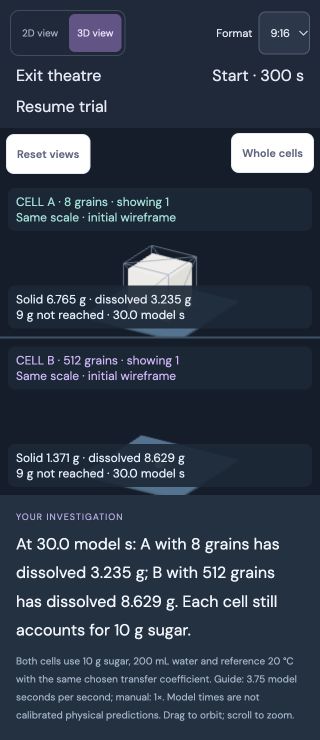 2D view
3D view
Format
9:16
Exit theatre
Start · 300 s
Resume trial
Reset views
Whole cells
CELL A · 8 grains · showing 1
Same scale · initial wireframe
Solid 6.765 g · dissolved 3.235 g
9 g not reached · 30.0 model s
CELL B · 512 grains · showing 1
Same scale · initial wireframe
Solid 1.371 g · dissolved 8.629 g
9 g not reached · 30.0 model s
YOUR INVESTIGATION
At 30.0 model s: A with 8 grains has
dissolved 3.235 g; B with 512 grains
has dissolved 8.629 g. Each cell still
accounts for 10 g sugar.
Both cells use 10 g sugar, 200 mL water and reference 20 °C
with the same chosen transfer coefficient. Guide: 3.75 model
seconds per second; manual: 1×. Model times are not
calibrated physical predictions. Drag to orbit; scroll to zoom.